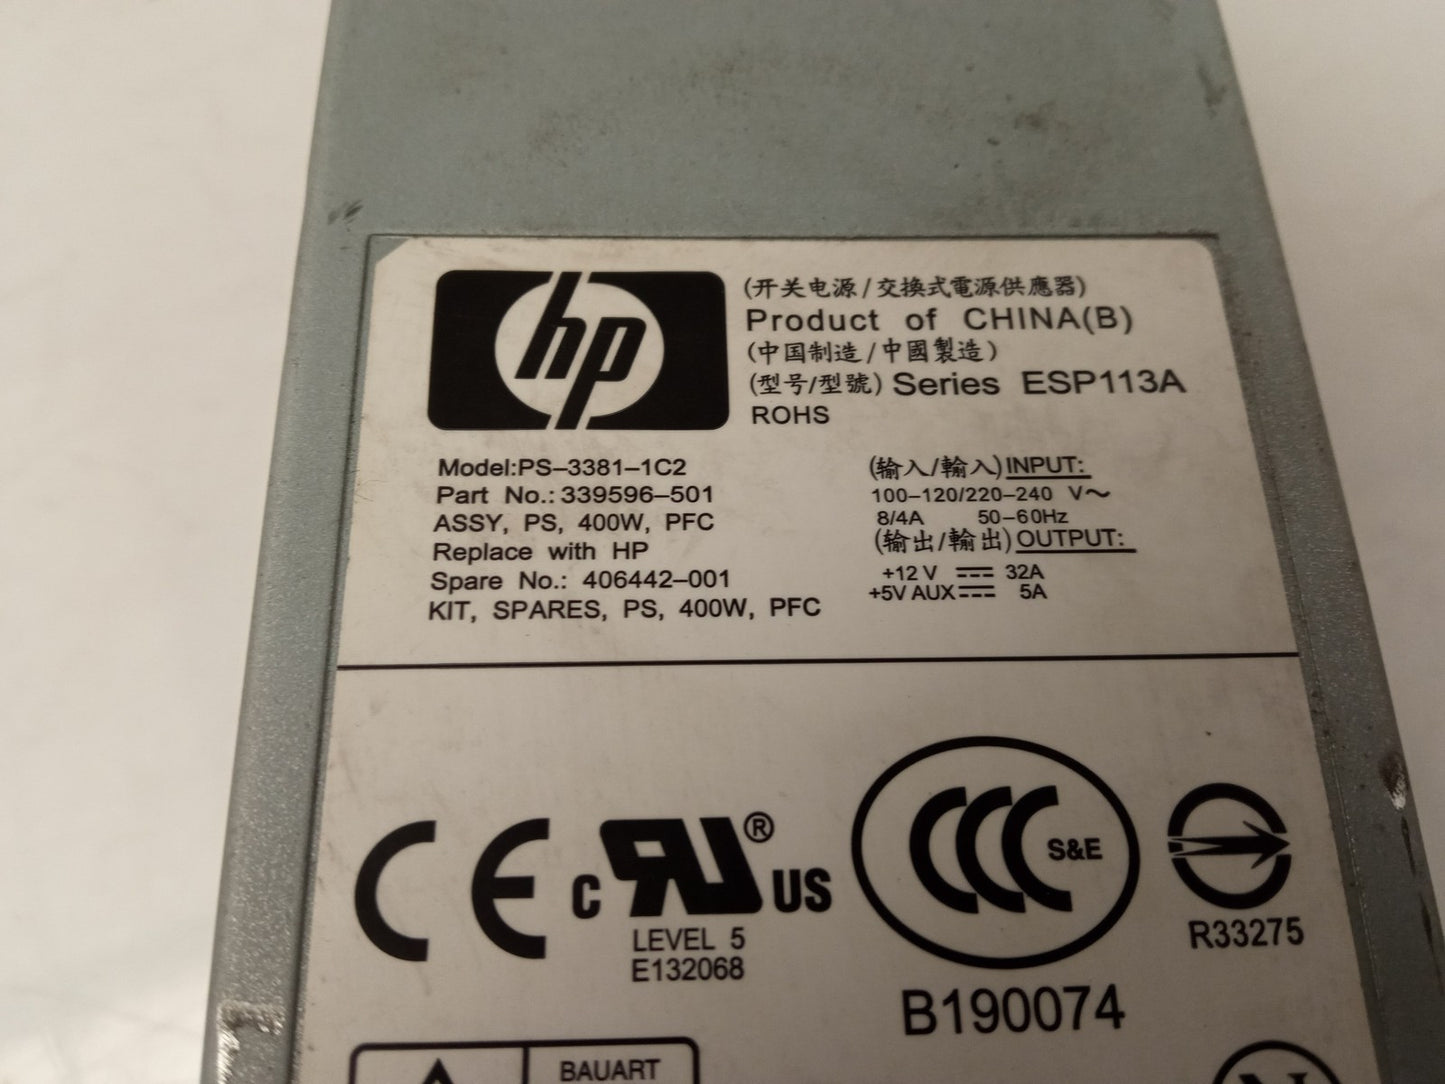 hp
(开关电源/交換式電源供應器)
Product of CHINA(B)
(中国制造/中國製造)
(型号/型號) Series ESP113A
ROHS
Model:PS–3381–1C2
Part No.: 339596–501
ASSY, PS, 400W, PFC
Replace with HP
Spare No.: 406442–001
KIT, SPARES, PS, 400W, PFC
(输入/輸入) INPUT:
100–120/220–240 V～
8/4A 50–60Hz
(输出/輸出) OUTPUT:
+12 V ⎓ 32A
+5V AUX ⎓ 5A
CE
C RU ® US
LEVEL 5
E132068
CCC S&E
B190074
R33275
BAUART
N